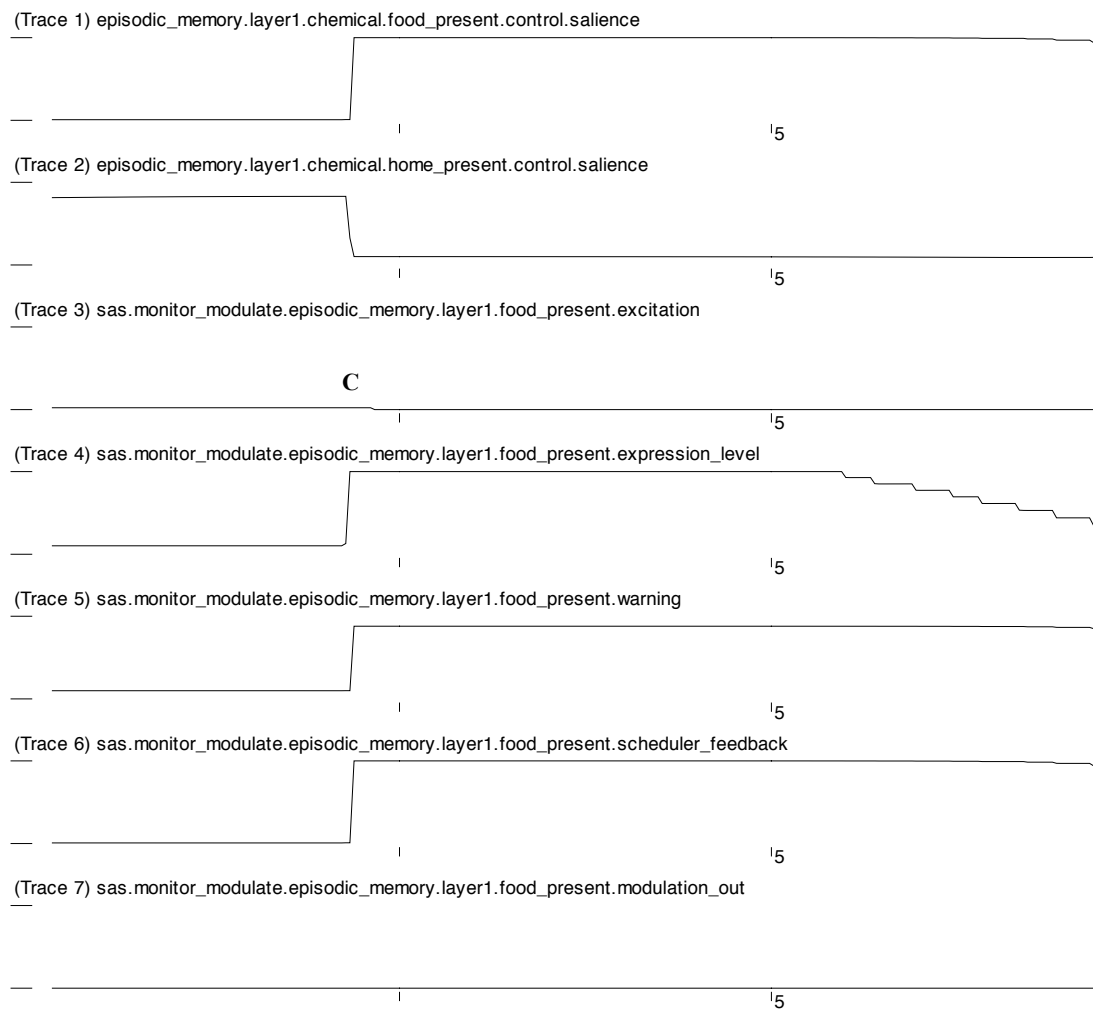 (Trace 1) episodic_memory.layer1.chemical.food_present.control.salience
5
(Trace 2) episodic_memory.layer1.chemical.home_present.control.salience
5
(Trace 3) sas.monitor_modulate.episodic_memory.layer1.food_present.excitation
C
5
(Trace 4) sas.monitor_modulate.episodic_memory.layer1.food_present.expression_level
5
(Trace 5) sas.monitor_modulate.episodic_memory.layer1.food_present.warning
5
(Trace 6) sas.monitor_modulate.episodic_memory.layer1.food_present.scheduler_feedback
5
(Trace 7) sas.monitor_modulate.episodic_memory.layer1.food_present.modulation_out
5